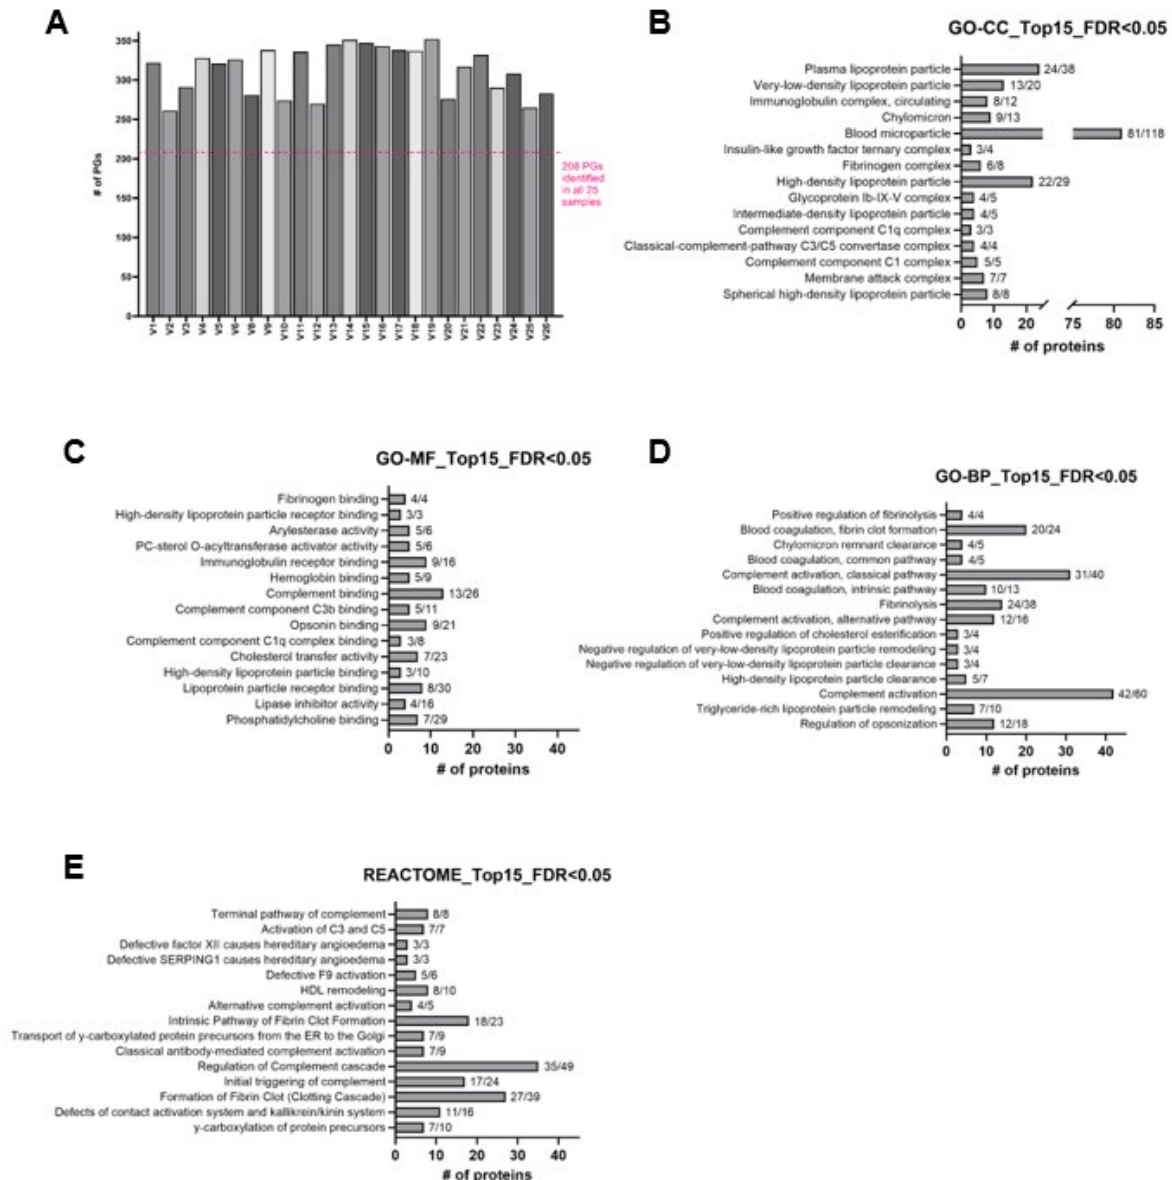 A
# of PGs
350
300
250
200
150
100
50
0
208 PGs
identified
in all 25
samples
V1
V2
V3
V4
V5
V6
V8
V9
V10
V11
V12
V13
V14
V15
V16
V17
V18
V19
V20
V21
V22
V23
V24
V25
V26
B
GO-CC_Top15_FDR<0.05
Plasma lipoprotein particle 24/38
Very-low-density lipoprotein particle 13/20
Immunoglobulin complex, circulating 8/12
Chylomicron 9/13
Blood microparticle 81/118
Insulin-like growth factor ternary complex 3/4
Fibrinogen complex 6/8
High-density lipoprotein particle 22/29
Glycoprotein Ib-IX-V complex 4/5
Intermediate-density lipoprotein particle 4/5
Complement component C1q complex 3/3
Classical-complement-pathway C3/C5 convertase complex 4/4
Complement component C1 complex 5/5
Membrane attack complex 7/7
Spherical high-density lipoprotein particle 8/8
0 10 20 75 80 85
# of proteins
C
GO-MF_Top15_FDR<0.05
Fibrinogen binding 4/4
High-density lipoprotein particle receptor binding 3/3
Arylesterase activity 5/6
PC-sterol O-acyltransferase activator activity 5/6
Immunoglobulin receptor binding 9/16
Hemoglobin binding 5/9
Complement binding 13/26
Complement component C3b binding 5/11
Opsonin binding 9/21
Complement component C1q complex binding 3/8
Cholesterol transfer activity 7/23
High-density lipoprotein particle binding 3/10
Lipoprotein particle receptor binding 8/30
Lipase inhibitor activity 4/16
Phosphatidylcholine binding 7/29
0 10 20 30 40
# of proteins
D
GO-BP_Top15_FDR<0.05
Positive regulation of fibrinolysis 4/4
Blood coagulation, fibrin clot formation 20/24
Chylomicron remnant clearance 4/5
Blood coagulation, common pathway 4/5
Complement activation, classical pathway 31/40
Blood coagulation, intrinsic pathway 10/13
Fibrinolysis 24/38
Complement activation, alternative pathway 12/16
Positive regulation of cholesterol esterification 3/4
Negative regulation of very-low-density lipoprotein particle remodeling 3/4
Negative regulation of very-low-density lipoprotein particle clearance 3/4
High-density lipoprotein particle clearance 5/7
Complement activation 42/60
Triglyceride-rich lipoprotein particle remodeling 7/10
Regulation of opsonization 12/18
0 10 20 30 40
# of proteins
E
REACTOME_Top15_FDR<0.05
Terminal pathway of complement 8/8
Activation of C3 and C5 7/7
Defective factor XII causes hereditary angioedema 3/3
Defective SERPING1 causes hereditary angioedema 3/3
Defective F9 activation 5/6
HDL remodeling 8/10
Alternative complement activation 4/5
Intrinsic Pathway of Fibrin Clot Formation 18/23
Transport of y-carboxylated protein precursors from the ER to the Golgi 7/9
Classical antibody-mediated complement activation 7/9
Regulation of Complement cascade 35/49
Initial triggering of complement 17/24
Formation of Fibrin Clot (Clotting Cascade) 27/39
Defects of contact activation system and kallikrein/kinin system 11/16
y-carboxylation of protein precursors 7/10
0 10 20 30 40
# of proteins